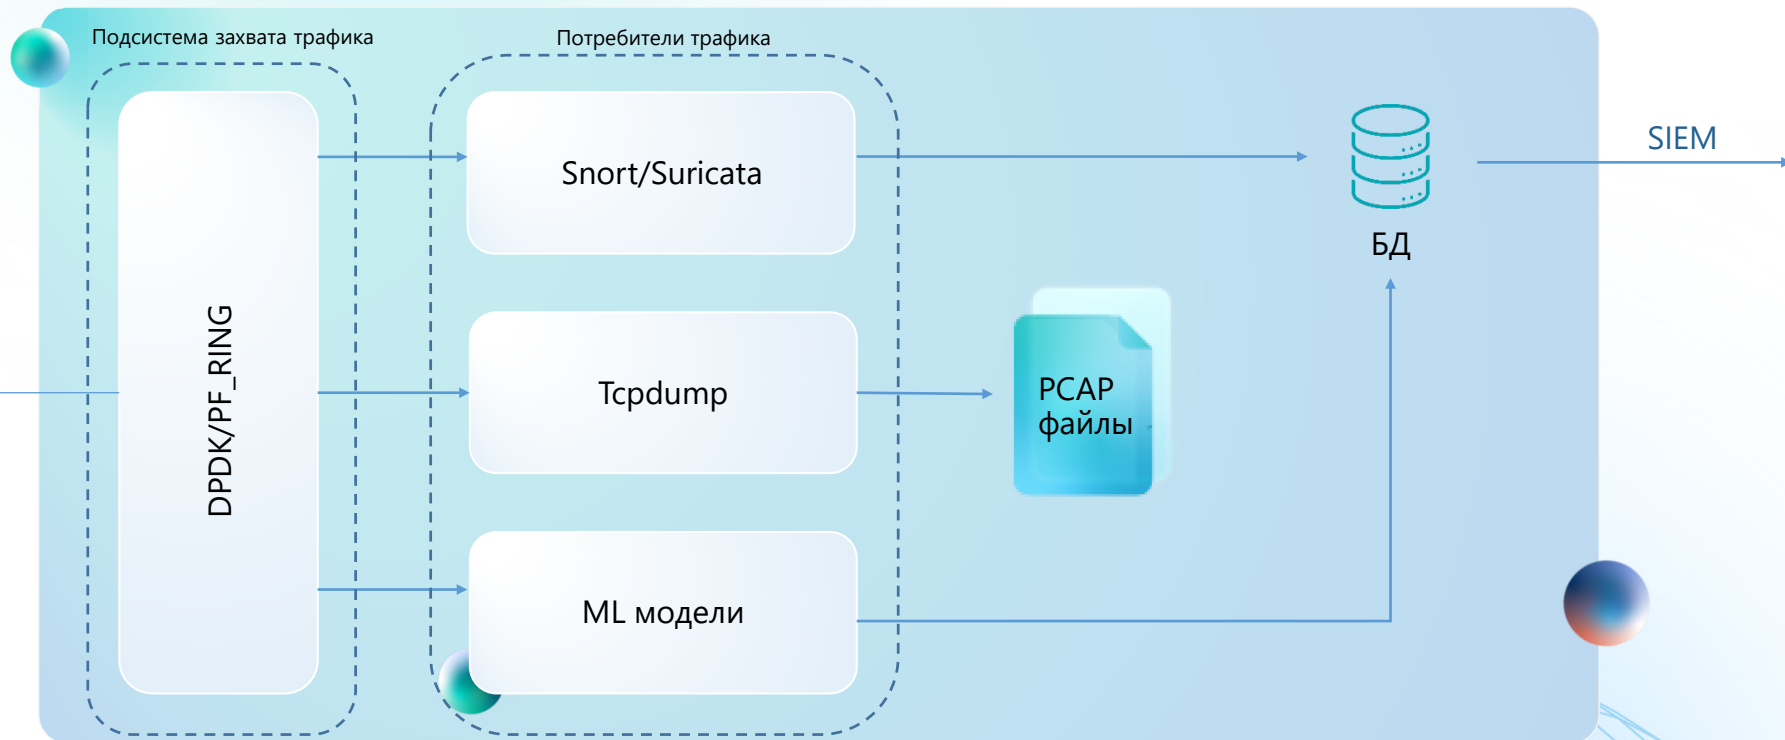 Подсистема захвата трафика
Потребители трафика
DPDK/PF_RING
Snort/Suricata
SIEM
БД
Tcpdump
PCAP
файлы
ML модели